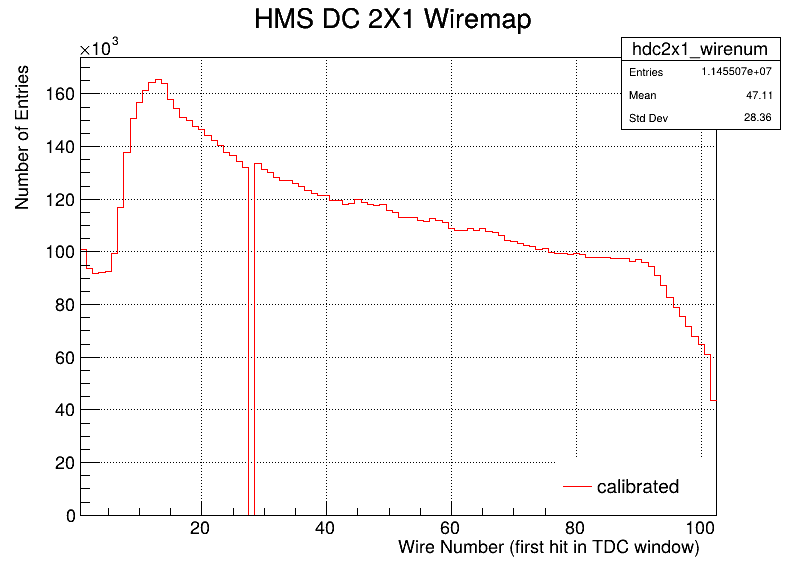 HMS DC 2X1 Wiremap
×10³
hdc2x1_wirenum
Entries 1.145507e+07
Mean 47.11
Std Dev 28.36
Number of Entries
160
140
120
100
80
60
40
20
0
20 40 60 80 100
calibrated
Wire Number (first hit in TDC window)